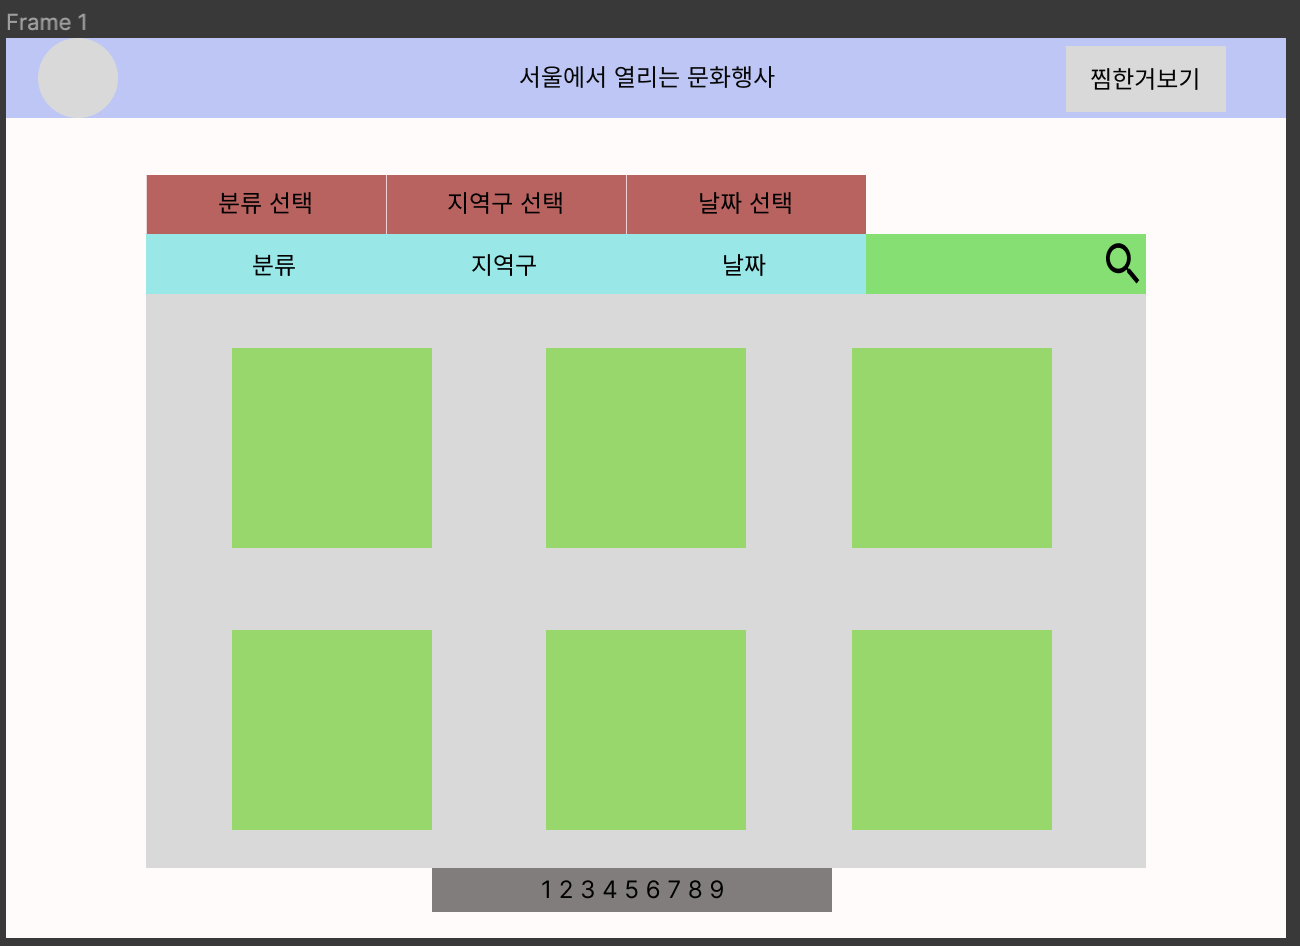 Frame 1
서울에서 열리는 문화행사
찜한거보기
분류 선택 지역구 선택 날짜 선택
분류 지역구 날짜
1 2 3 4 5 6 7 8 9